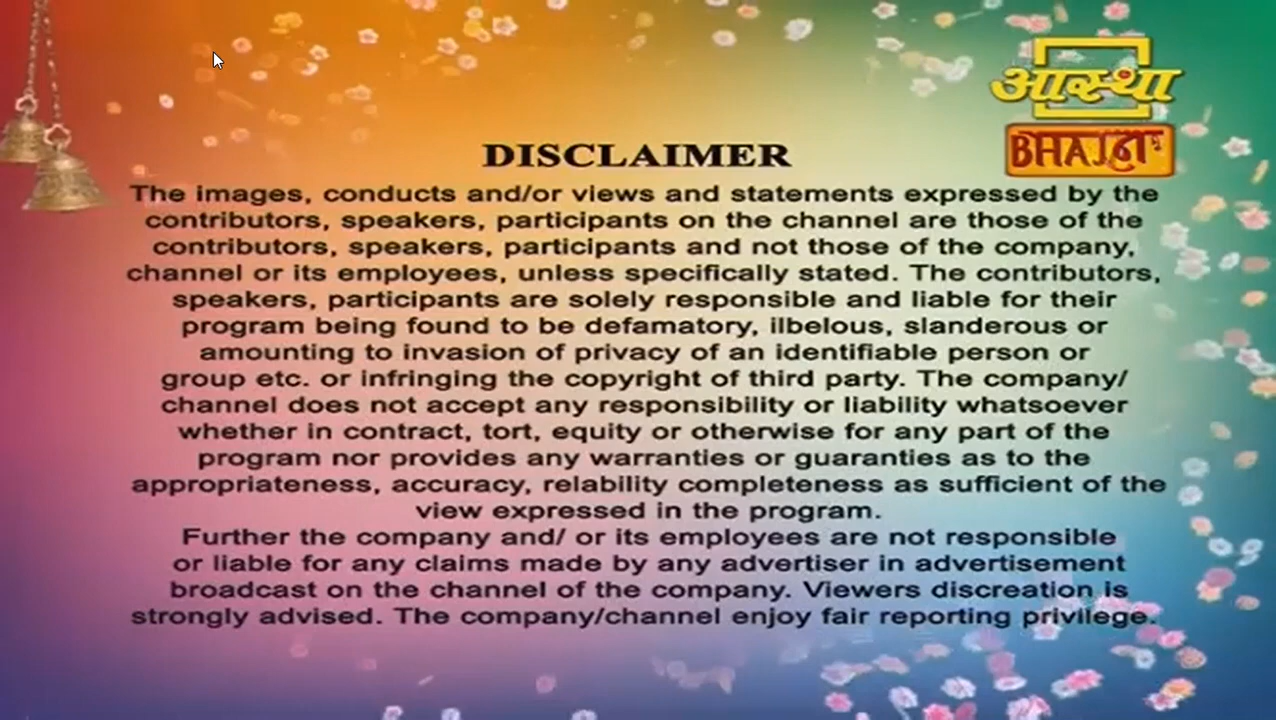 आस्था
BHAJन
DISCLAIMER
The images, conducts and/or views and statements expressed by the
contributors, speakers, participants on the channel are those of the
contributors, speakers, participants and not those of the company,
channel or its employees, unless specifically stated. The contributors,
speakers, participants are solely responsible and liable for their
program being found to be defamatory, ilbelous, slanderous or
amounting to invasion of privacy of an identifiable person or
group etc. or infringing the copyright of third party. The company/
channel does not accept any responsibility or liability whatsoever
whether in contract, tort, equity or otherwise for any part of the
program nor provides any warranties or guaranties as to the
appropriateness, accuracy, relability completeness as sufficient of the
view expressed in the program.
Further the company and/ or its employees are not responsible
or liable for any claims made by any advertiser in advertisement
broadcast on the channel of the company. Viewers discreation is
strongly advised. The company/channel enjoy fair reporting privilege.